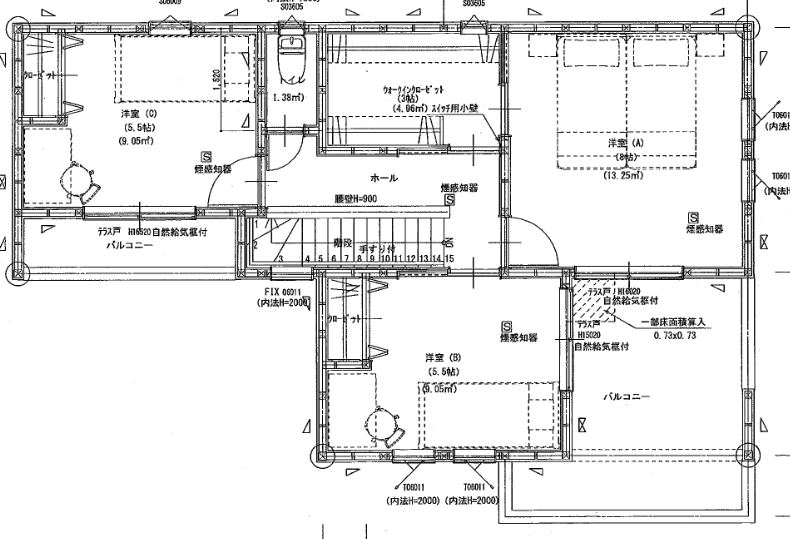 S06009
S03605
S03605
クローゼット
1,520
トイレ
1.38㎡
ウォークインクローゼット
(3帖)
(4.96㎡)
スイッチ用小壁
洋室 (C)
(5.5帖)
(9.05㎡)
洋室 (A)
(8帖)
(13.25㎡)
T0601
(内法H=
T0601
(内法H=
S
煙感知器
ホール
腰壁H=900
煙感知器
S
S
煙感知器
テラス戸 H16520
自然給気框付
バルコニー
1
2
3
階段
手すり付
4 5 6 7 8 9 10 11 12 13 14 15
DN
FIX 06011
(内法H=2000)
クローゼット
テラス戸 H16020
自然給気框付
テラス戸
H15020
自然給気框付
一部床面積算入
0.73x0.73
S
煙感知器
洋室 (B)
(5.5帖)
(9.05㎡)
バルコニー
T06011
(内法H=2000)
T06011
(内法H=2000)